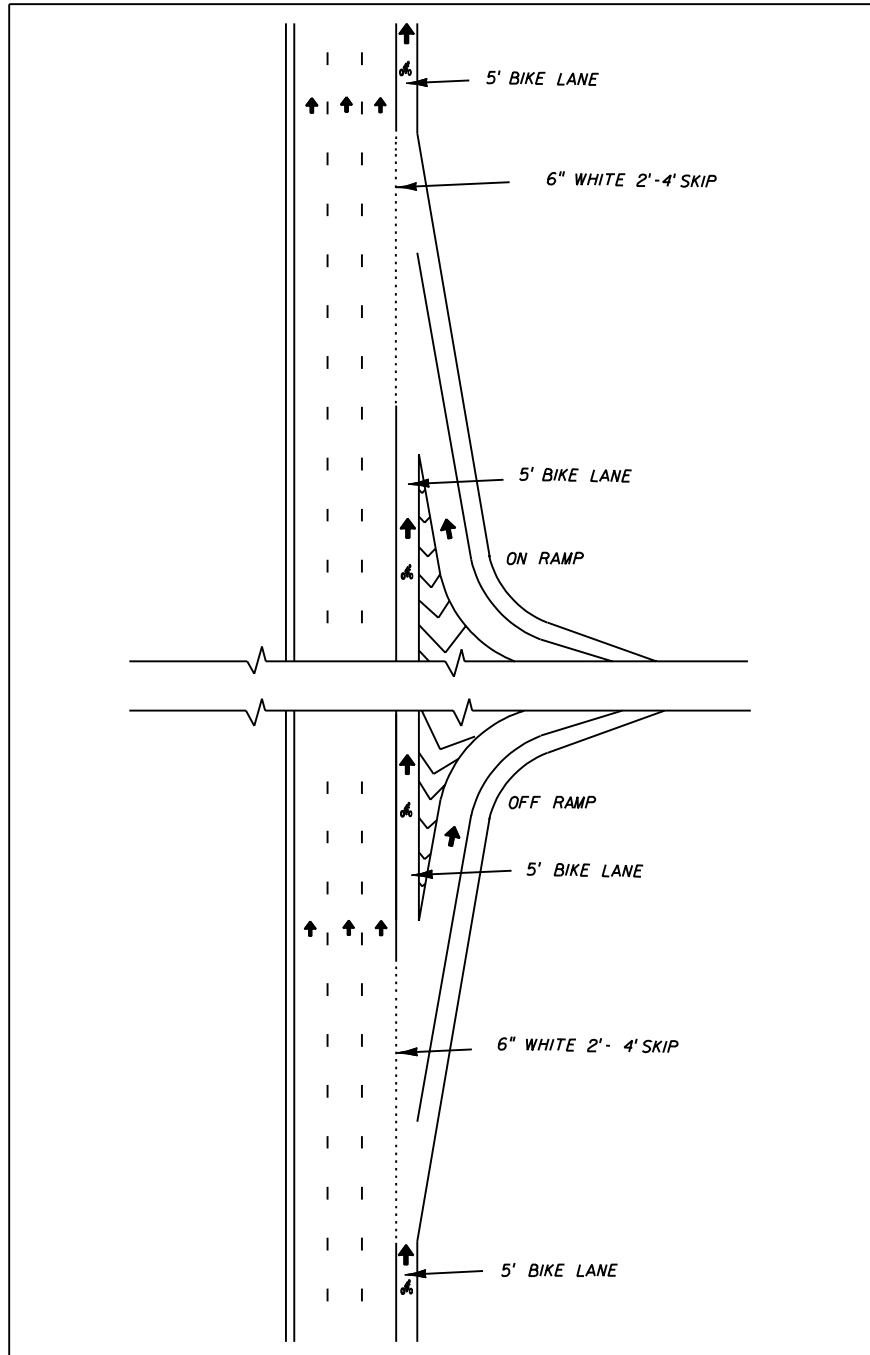 5' BIKE LANE
6" WHITE 2'-4' SKIP
5' BIKE LANE
ON RAMP
OFF RAMP
5' BIKE LANE
6" WHITE 2'- 4' SKIP
5' BIKE LANE